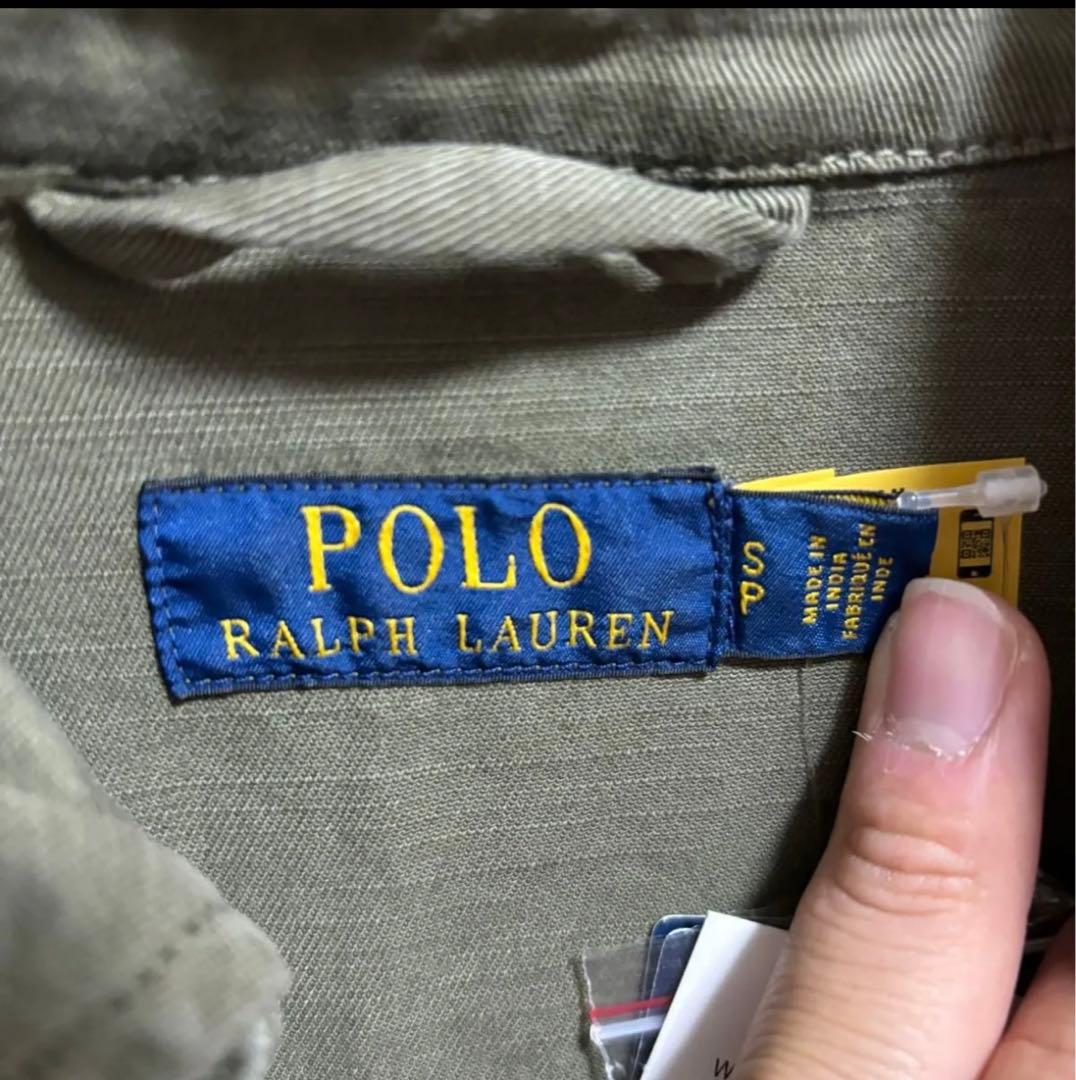 POLO
RALPH LAUREN
S
P
MADE IN
INDIA
FABRIQUÉ EN
INDE
W